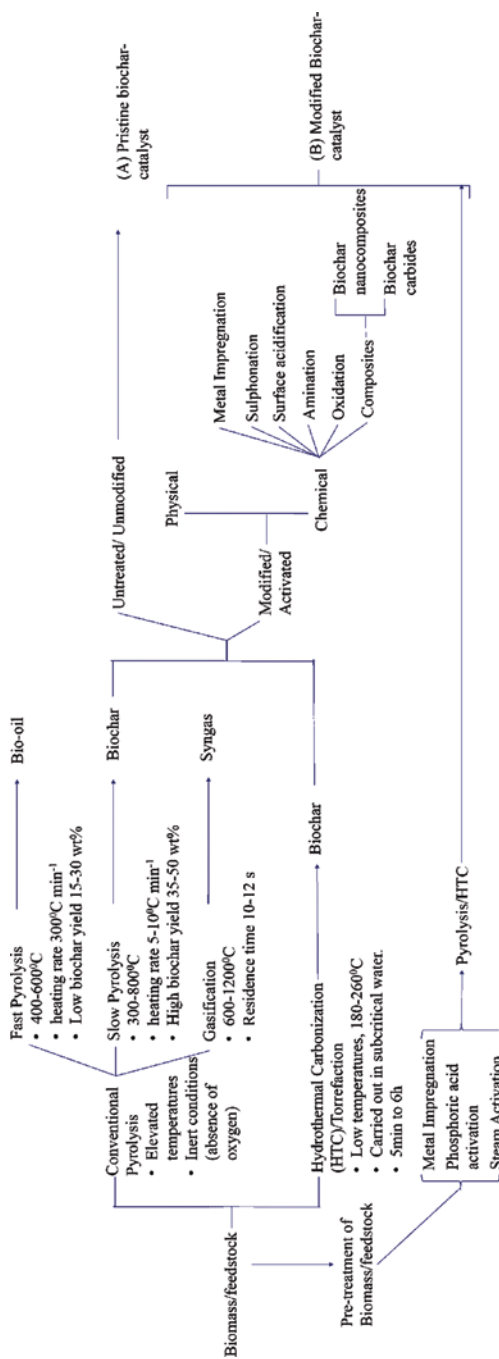 Biomass/feedstock
Conventional
Pyrolysis
• Elevated
temperatures
• Inert conditions
(absence of
oxygen)
Fast Pyrolysis
• 400-600⁰C
• heating rate 300⁰C min⁻¹
• Low biochar yield 15-30 wt%
Bio-oil
Slow Pyrolysis
• 300-800⁰C
• heating rate 5-10⁰C min⁻¹
• High biochar yield 35-50 wt%
Biochar
Gasification
• 600-1200⁰C
• Residence time 10-12 s
Syngas
Hydrothermal Carbonization
(HTC)/Torrefaction
• Low temperatures, 180-260⁰C
• Carried out in subcritical water.
• 5min to 6h
Biochar
Untreated/ Unmodified
(A) Pristine biochar-
catalyst
Modified/
Activated
Physical
Chemical
Metal Impregnation
Sulphonation
Surface acidification
Amination
Oxidation
Composites
Biochar
nanocomposites
Biochar
carbides
(B) Modified Biochar-
catalyst
Pre-treatment of
Biomass/feedstock
Metal Impregnation
Phosphoric acid
activation
Steam Activation
Pyrolysis/HTC